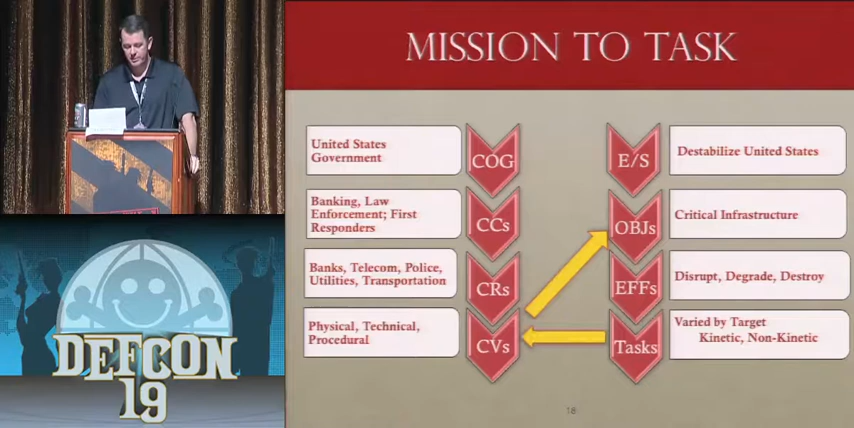 MISSION TO TASK
United States
Government
COG
E/S
Destabilize United States
Banking, Law
Enforcement; First
Responders
CCs
OBJs
Critical Infrastructure
Banks, Telecom, Police,
Utilities, Transportation
CRs
EFFs
Disrupt, Degrade, Destroy
Physical, Technical,
Procedural
CVs
Tasks
Varied by Target
Kinetic, Non-Kinetic
18
DEFCON
19